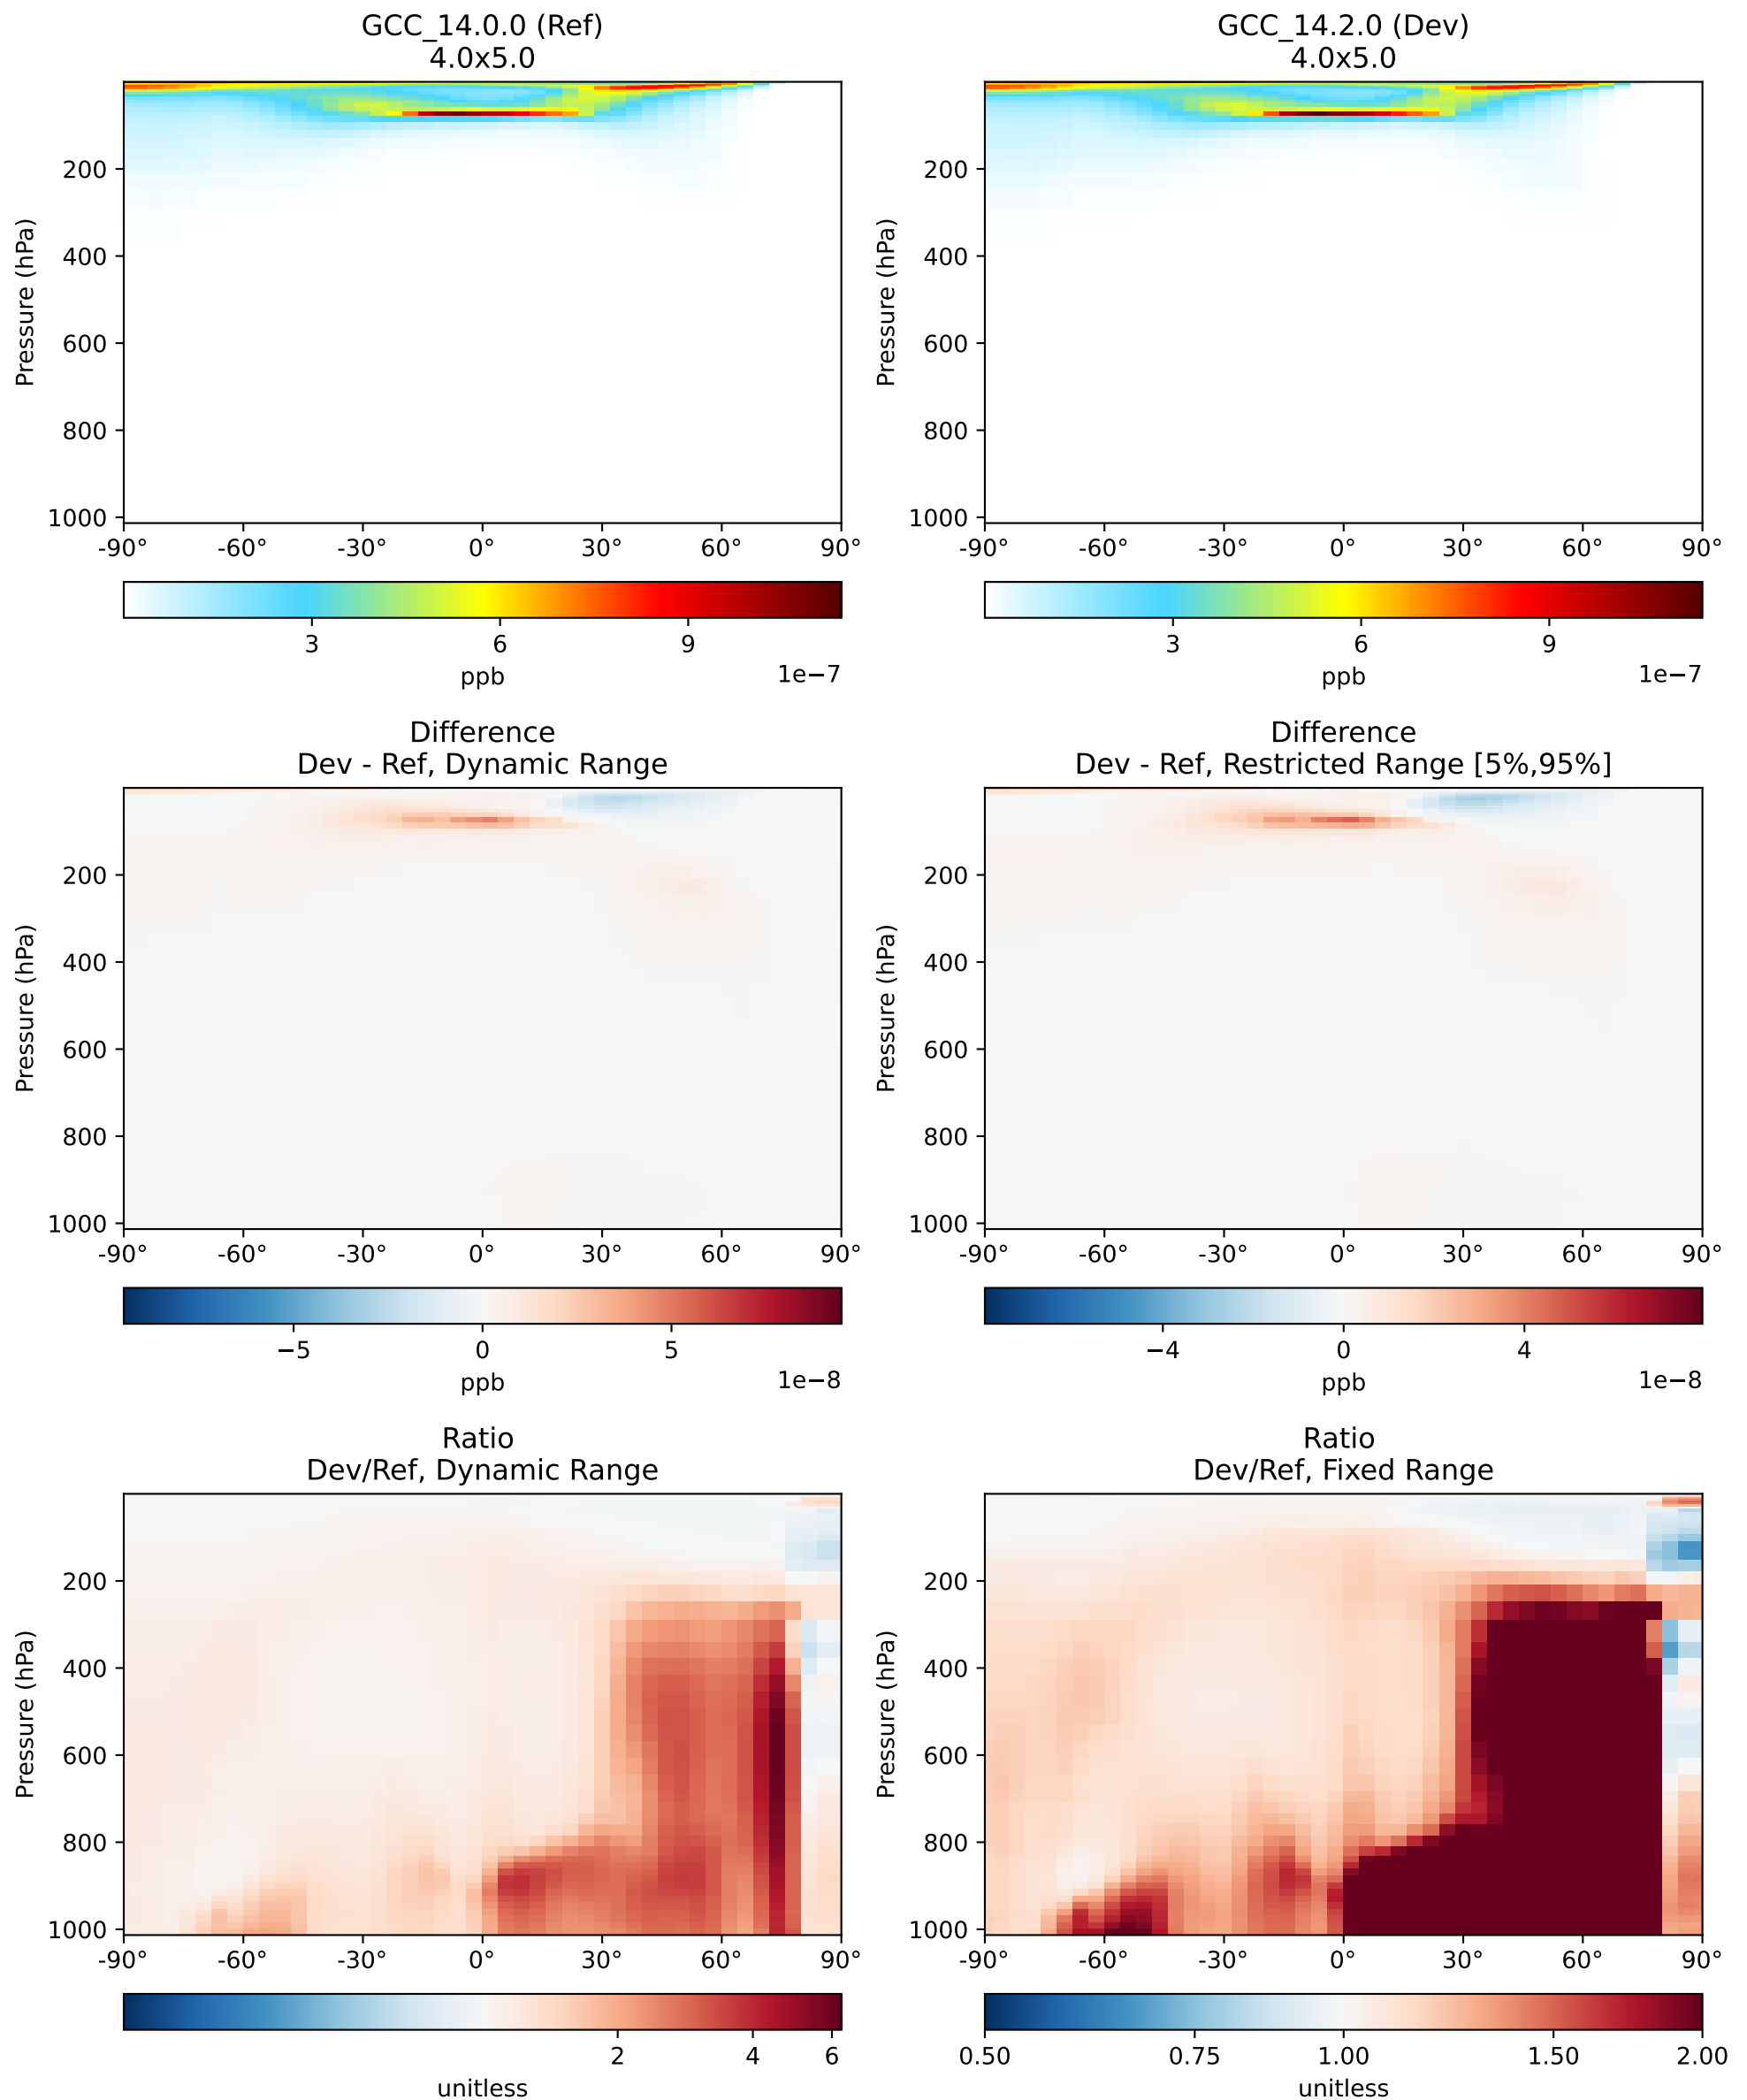 GCC_14.0.0 (Ref)
4.0x5.0
GCC_14.2.0 (Dev)
4.0x5.0
Pressure (hPa)
200
400
600
800
1000
-90° -60° -30° 0° 30° 60° 90°
3 6 9
ppb
1e−7
Pressure (hPa)
200
400
600
800
1000
-90° -60° -30° 0° 30° 60° 90°
3 6 9
ppb
1e−7
Difference
Dev - Ref, Dynamic Range
Difference
Dev - Ref, Restricted Range [5%,95%]
Pressure (hPa)
200
400
600
800
1000
-90° -60° -30° 0° 30° 60° 90°
−5 0 5
ppb
1e−8
Pressure (hPa)
200
400
600
800
1000
-90° -60° -30° 0° 30° 60° 90°
−4 0 4
ppb
1e−8
Ratio
Dev/Ref, Dynamic Range
Ratio
Dev/Ref, Fixed Range
Pressure (hPa)
200
400
600
800
1000
-90° -60° -30° 0° 30° 60° 90°
2 4 6
unitless
Pressure (hPa)
200
400
600
800
1000
-90° -60° -30° 0° 30° 60° 90°
0.50 0.75 1.00 1.50 2.00
unitless